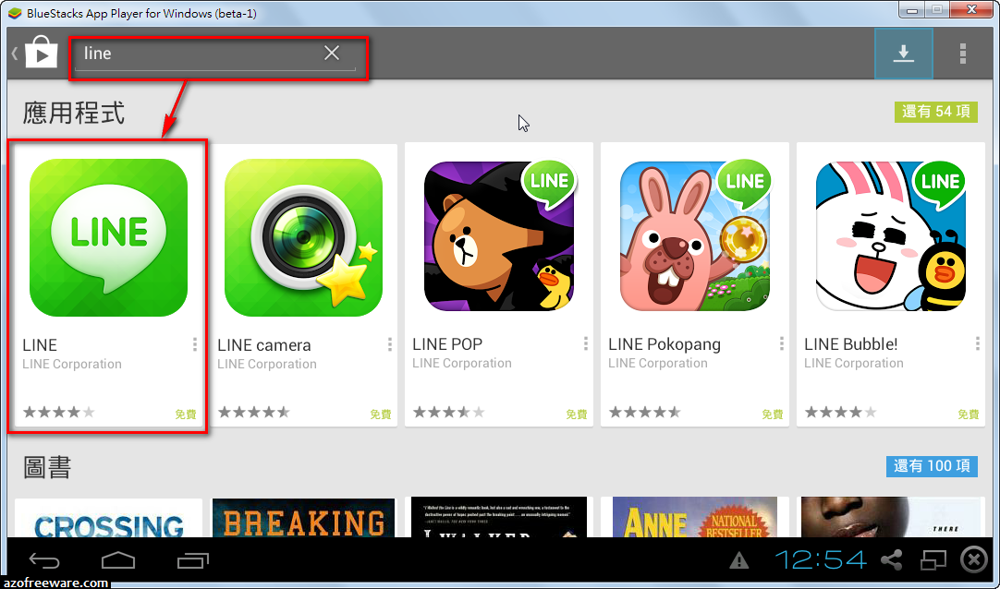 BlueStacks App Player for Windows (beta-1)
line
應用程式
還有 54 項
LINE
LINE
LINE
LINE
LINE
LINE camera
LINE POP
LINE Pokopang
LINE Bubble!
LINE Corporation
LINE Corporation
LINE Corporation
LINE Corporation
LINE Corporation
免費
免費
免費
免費
免費
圖書
還有 100 項
CROSSING
BREAKING
I WALKED
ANNE
NATIONAL
BESTSELLER
THERE
12:54
azofreeware.com